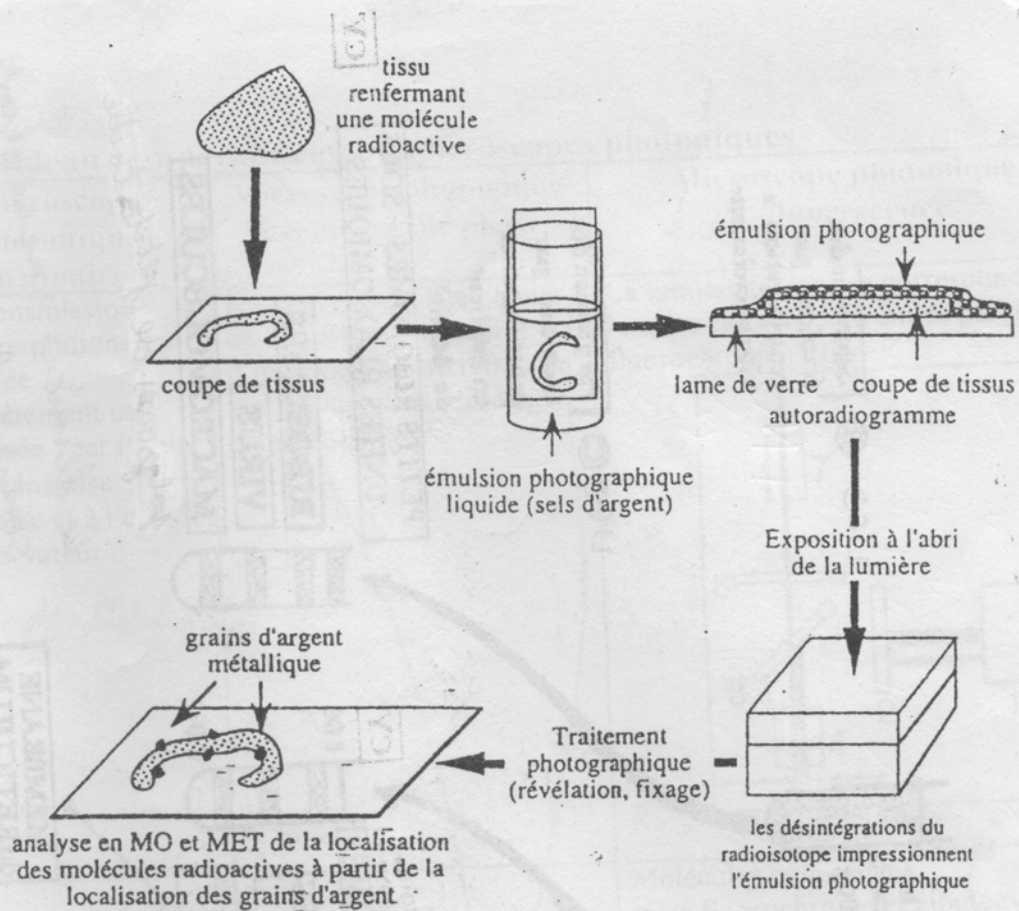 tissu
renfermant
une molécule
radioactive
coupe de tissus
émulsion photographique
liquide (sels d'argent)
émulsion photographique
lame de verre
coupe de tissus
autoradiogramme
Exposition à l'abri
de la lumière
les désintégrations du
radioisotope impressionnent
l'émulsion photographique
Traitement
photographique
(révélation, fixage)
grains d'argent
métallique
analyse en MO et MET de la localisation
des molécules radioactives à partir de la
localisation des grains d'argent